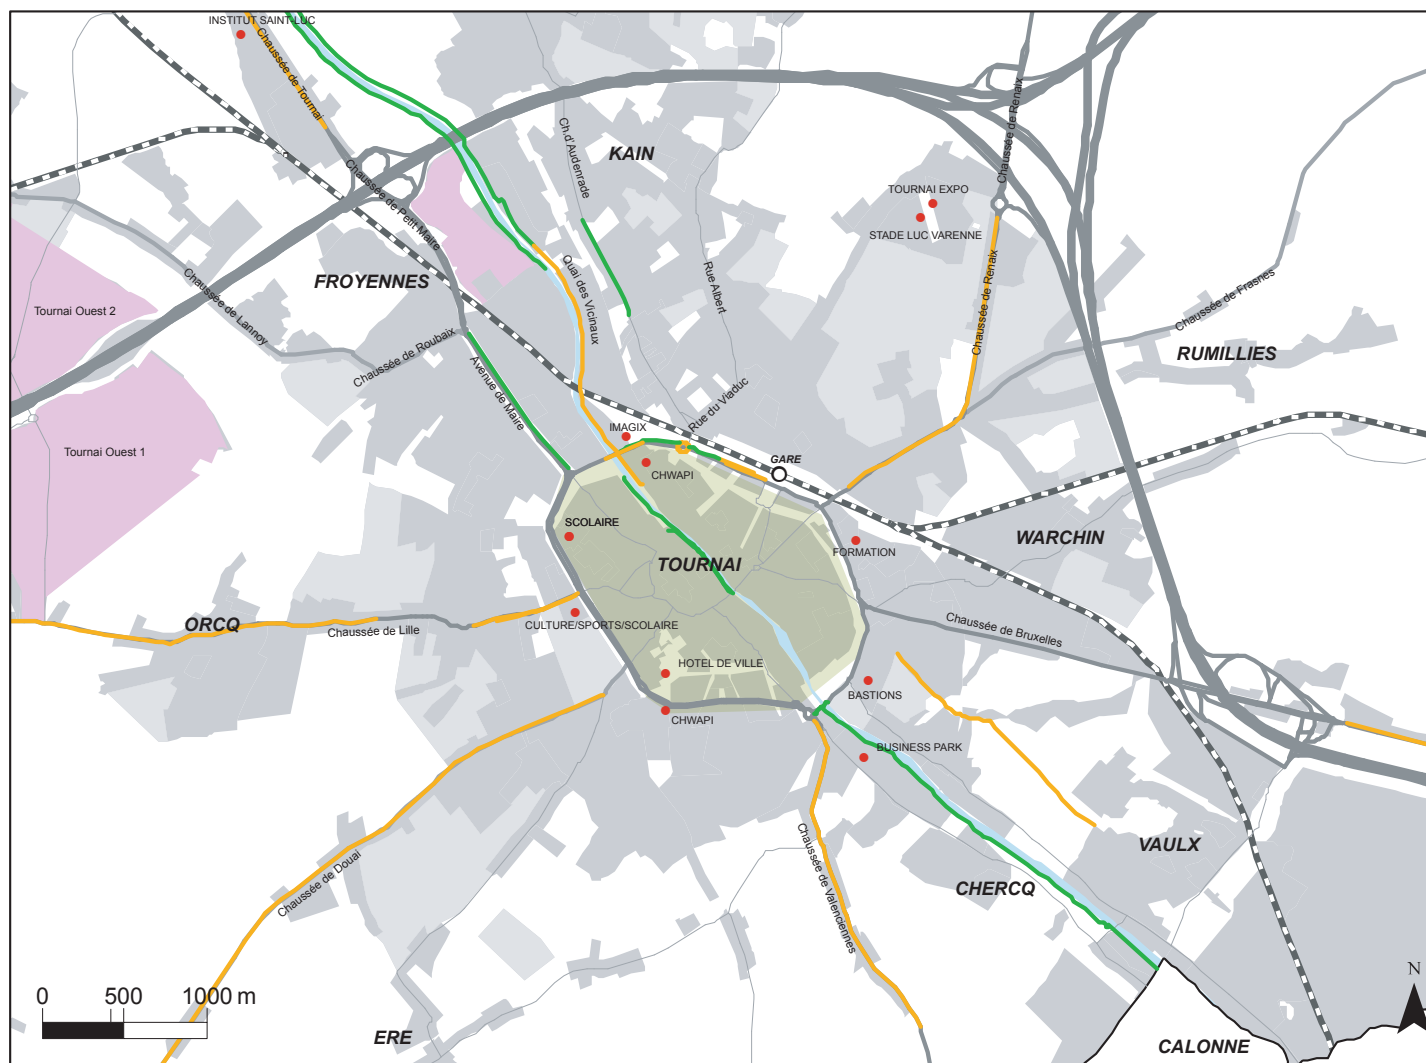 INSTITUT SAINT-LUC
Chaussée de Tournai
Chaussée de Renaix
Ch.d'Audenrade
KAIN
Chaussée de Petit Maire
TOURNAI EXPO
STADE LUC VARENNE
FROYENNES
Quai des Vicinaux
Rue Albert
Chaussée de Renaix
Chaussée de Frasnes
Chaussée de Lannoy
Tournai Ouest 2
Chaussée de Roubaix
RUMILLIES
Avenue de Maire
Rue du Viaduc
IMAGIX
Tournai Ouest 1
GARE
CHWAPI
SCOLAIRE
WARCHIN
FORMATION
TOURNAI
ORCQ
Chaussée de Lille
CULTURE/SPORTS/SCOLAIRE
Chaussée de Bruxelles
HOTEL DE VILLE
BASTIONS
CHWAPI
BUSINESS PARK
VAULX
Chaussée de Douai
Chaussée de Valenciennes
CHERCQ
N
0 500 1000 m
ERE
CALONNE